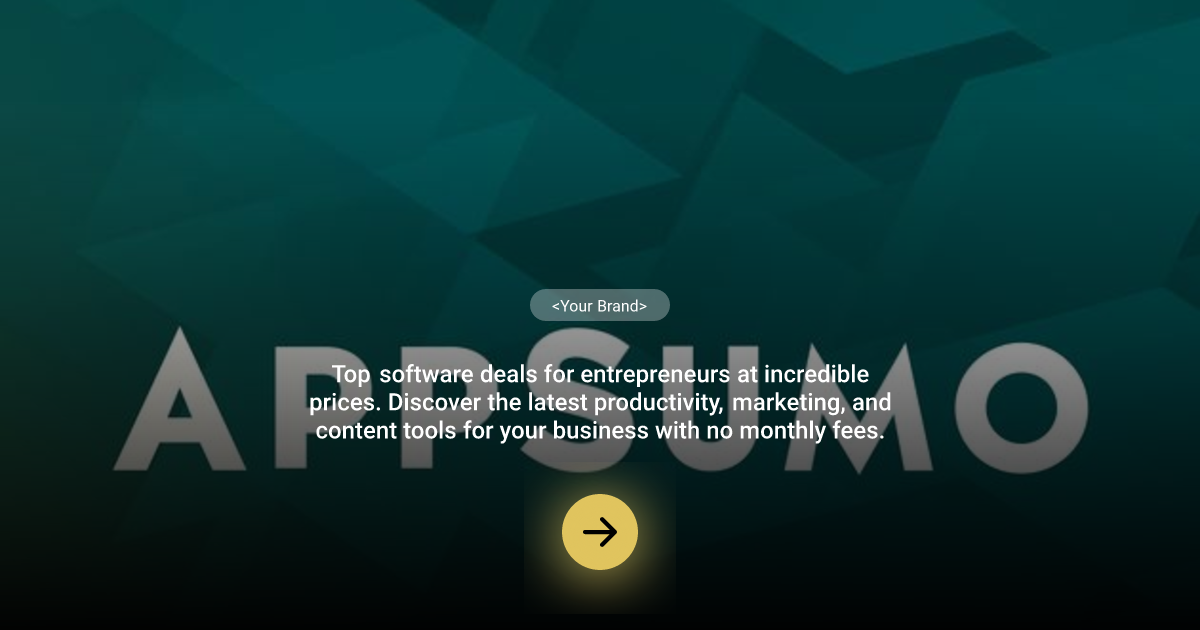 <Your Brand>
APPSUMO
Top software deals for entrepreneurs at incredible
prices. Discover the latest productivity, marketing, and
content tools for your business with no monthly fees.